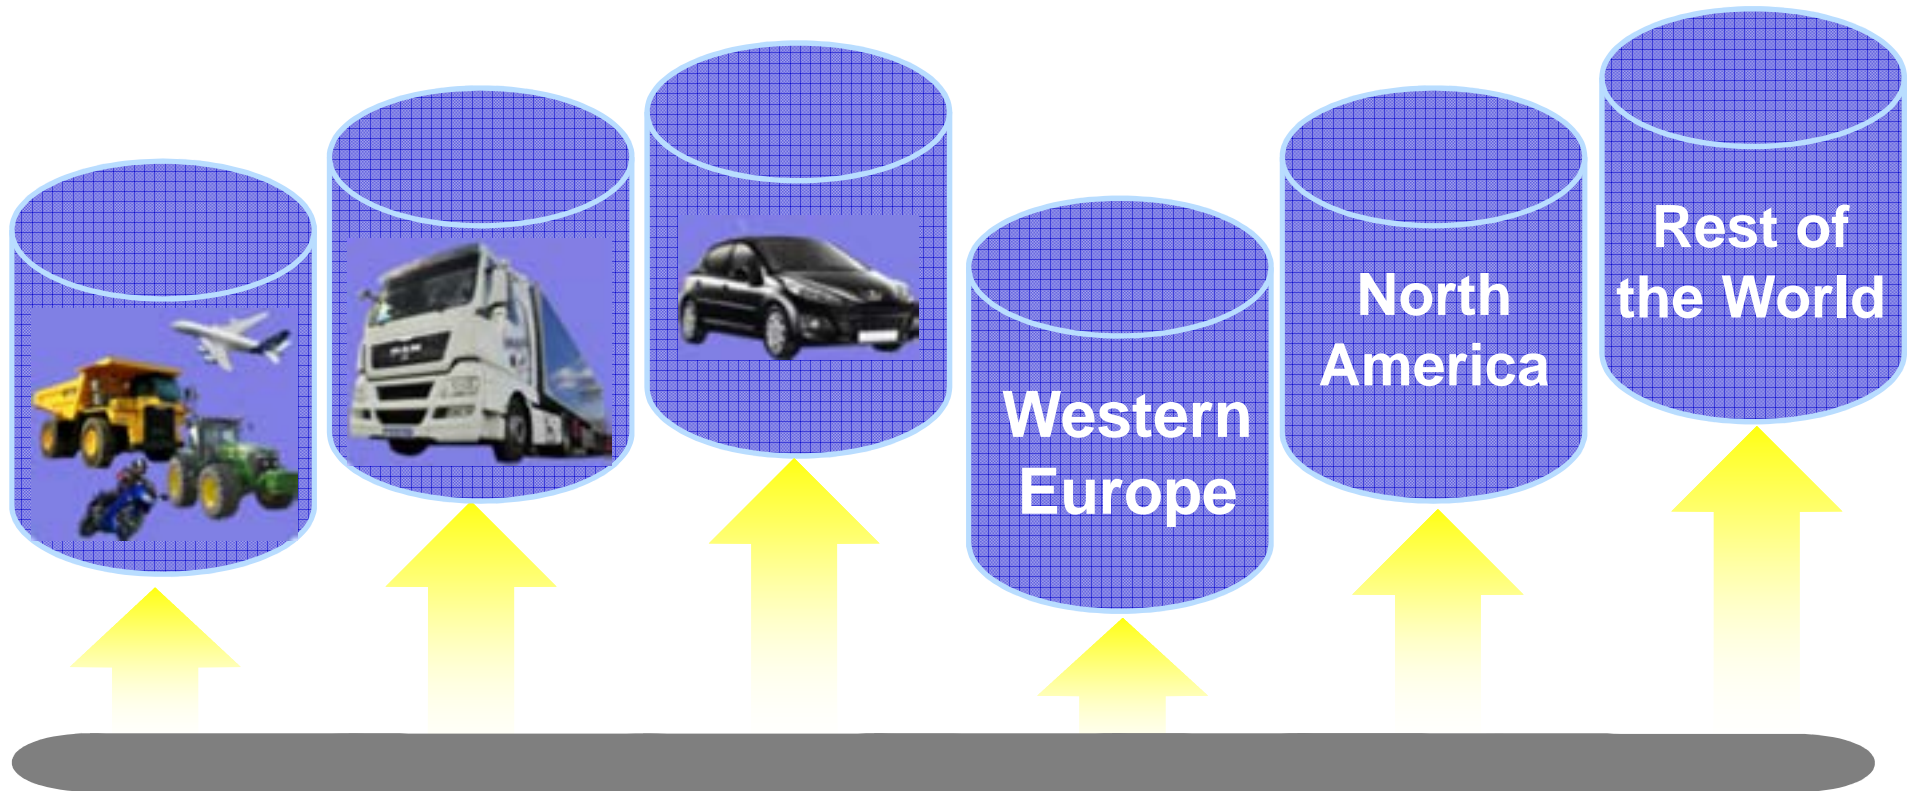 Western
Europe
North
America
Rest of
the World